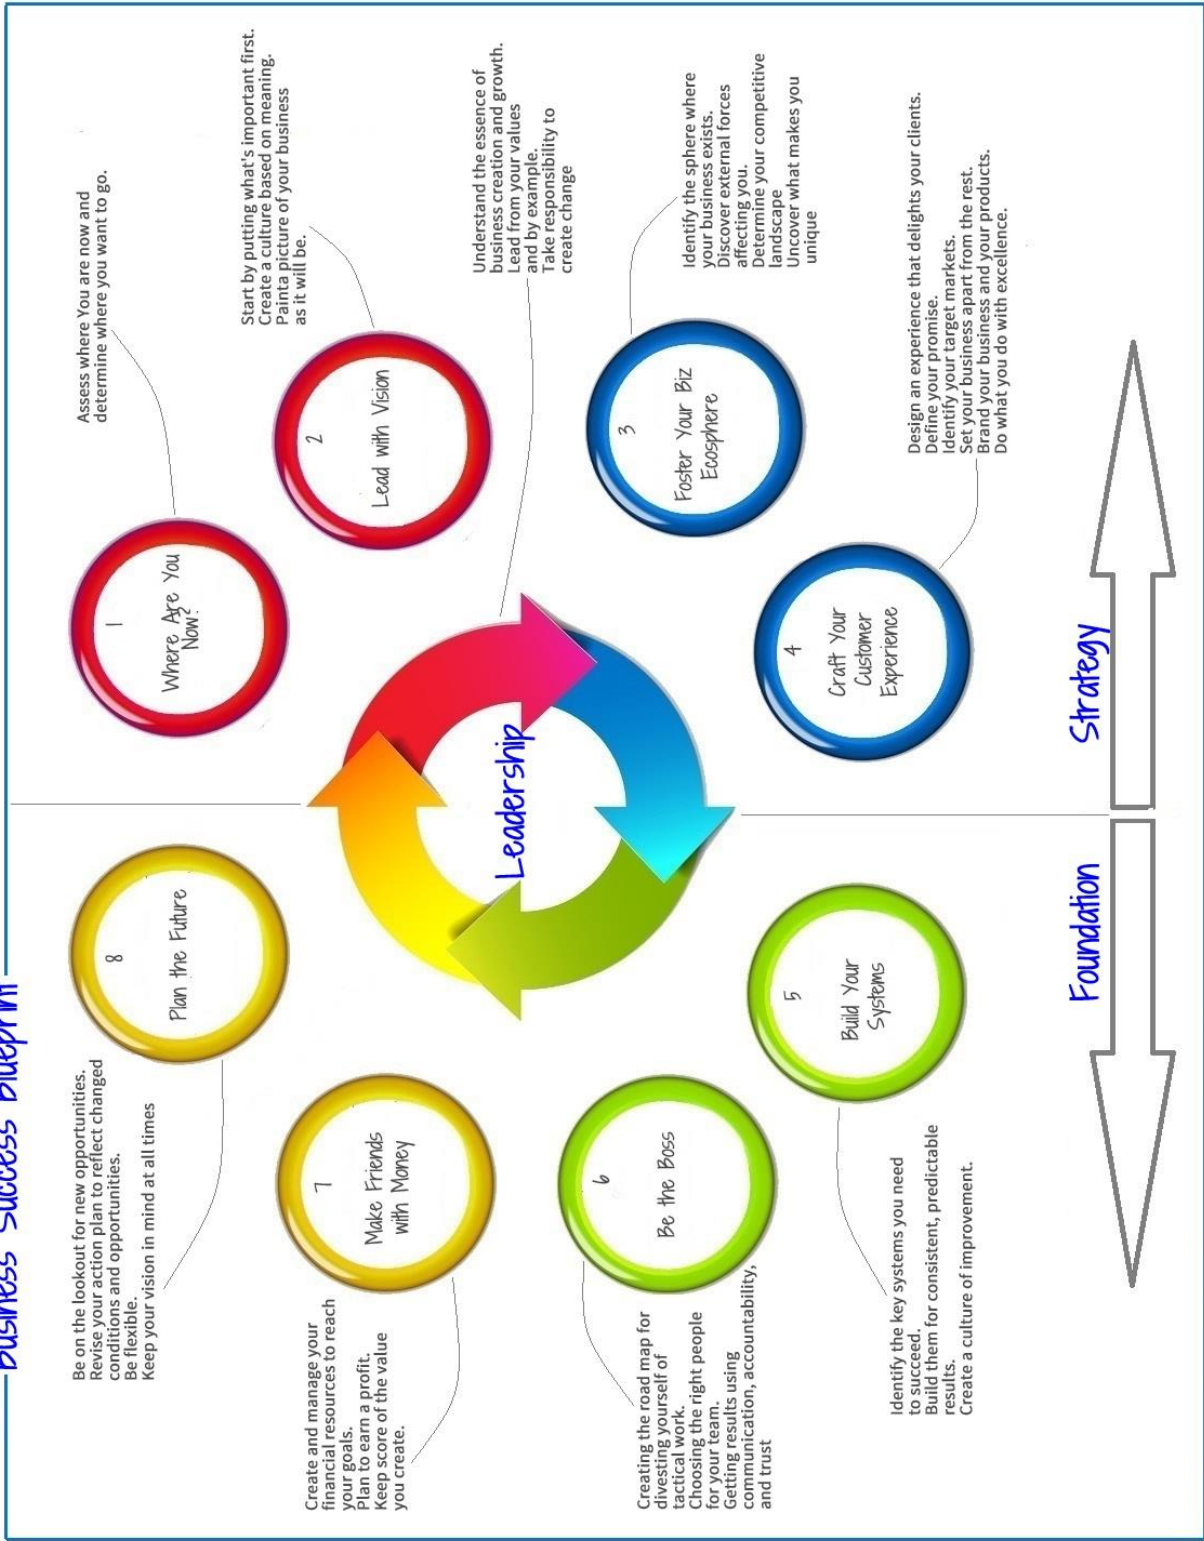 Business Success Blueprint
Be on the lookout for new opportunities.
Revise your action plan to reflect changed
conditions and opportunities.
Be flexible.
Keep your vision in mind at all times
8
Plan the Future
1
Where Are You
Now?
Assess where You are now and
determine where you want to go.
Create and manage your
financial resources to reach
your goals.
Plan to earn a profit.
Keep score of the value
you create.
7
Make Friends
with Money
2
Lead with Vision
Start by putting what's important first.
Create a culture based on meaning.
Painta picture of your business
as it will be.
Leadership
Understand the essence of
business creation and growth.
Lead from your values
and by example.
Take responsibility to
create change
Creating the road map for
divesting yourself of
tactical work.
Choosing the right people
for your team.
Getting results using
communication, accountability,
and trust
6
Be the Boss
3
Foster Your Biz
Ecosphere
Identify the sphere where
your business exists.
Discover external forces
affecting you.
Determine your competitive
landscape
Uncover what makes you
unique
Identify the key systems you need
to succeed.
Build them for consistent, predictable
results.
Create a culture of improvement.
5
Build Your
Systems
4
Craft Your
Customer
Experience
Design an experience that delights your clients.
Define your promise.
Identify your target markets.
Set your business apart from the rest.
Brand your business and your products.
Do what you do with excellence.
Foundation
Strategy